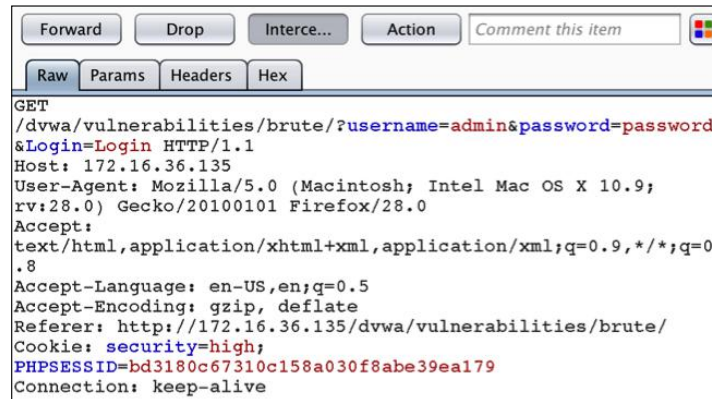 Forward Drop Interce... Action Comment this item
Raw Params Headers Hex
GET
/dvwa/vulnerabilities/brute/?username=admin&password=password
&Login=Login HTTP/1.1
Host: 172.16.36.135
User-Agent: Mozilla/5.0 (Macintosh; Intel Mac OS X 10.9;
rv:28.0) Gecko/20100101 Firefox/28.0
Accept:
text/html,application/xhtml+xml,application/xml;q=0.9,*/*;q=0
.8
Accept-Language: en-US,en;q=0.5
Accept-Encoding: gzip, deflate
Referer: http://172.16.36.135/dvwa/vulnerabilities/brute/
Cookie: security=high;
PHPSESSID=bd3180c67310c158a030f8abe39ea179
Connection: keep-alive